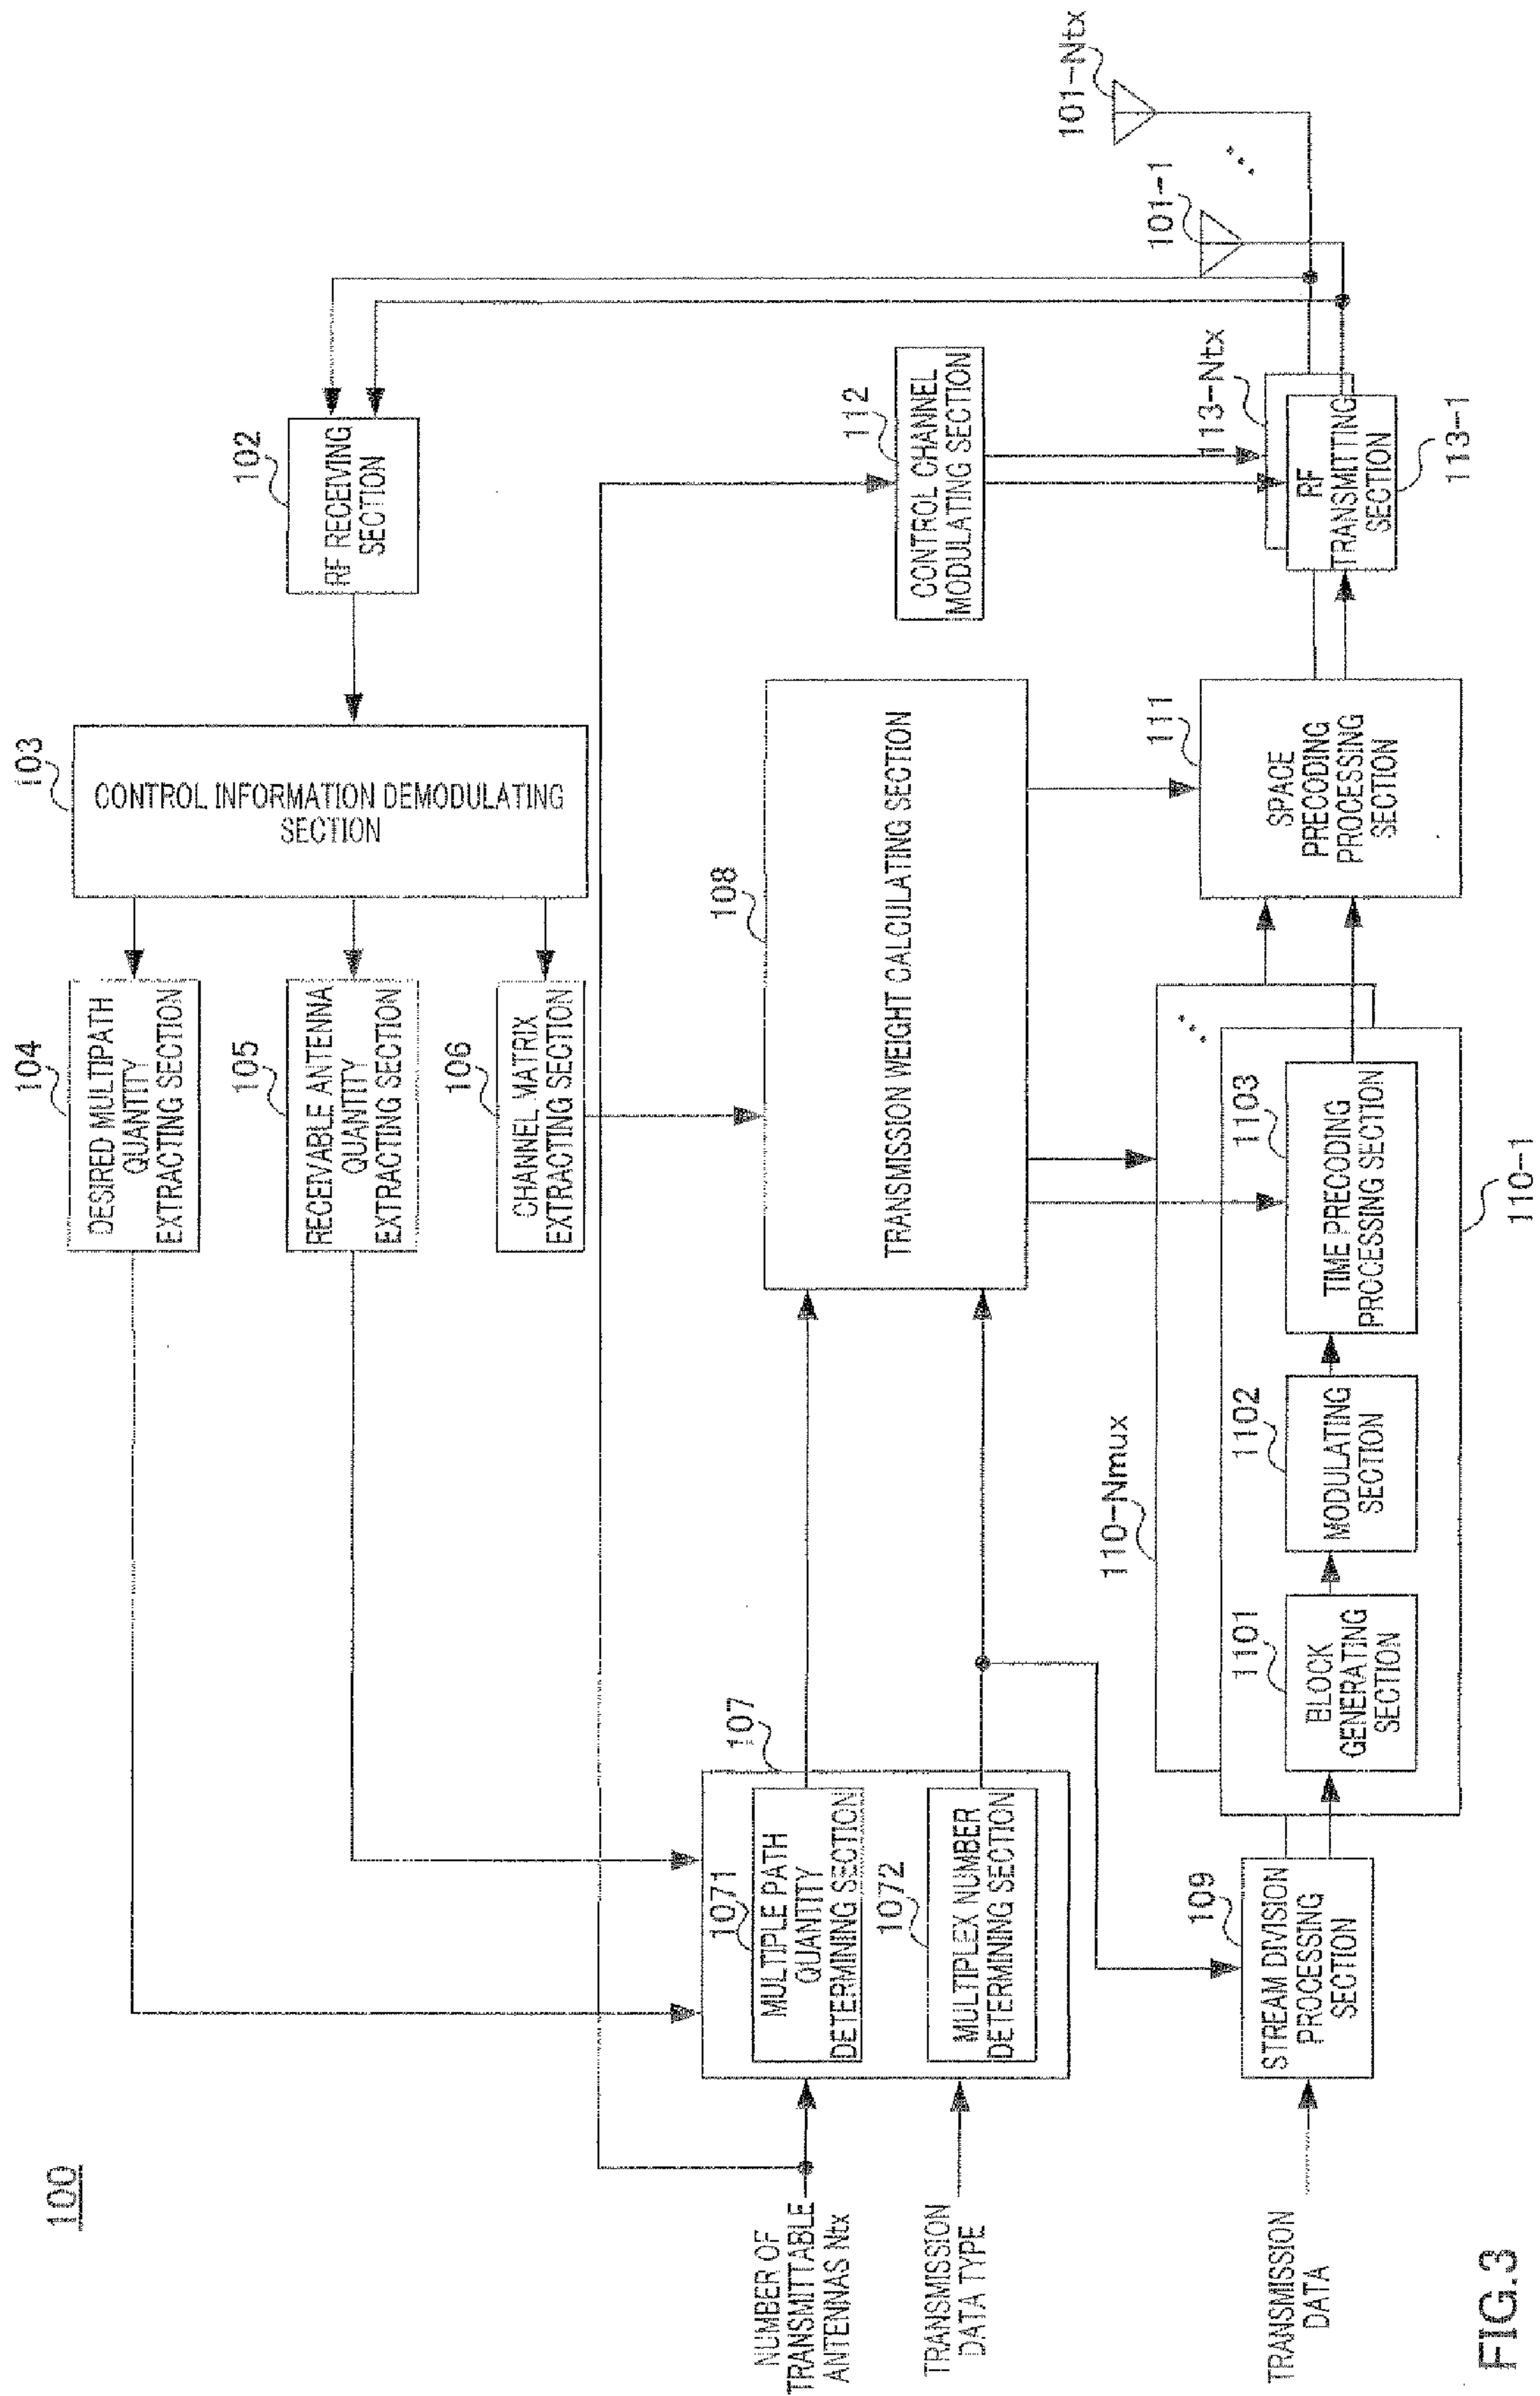 100
103
CONTROL INFORMATION DEMODULATING
SECTION
102
RF RECEIVING
SECTION
104
DESIRED MULTIPATH
QUANTITY
EXTRACTING SECTION
105
RECEIVABLE ANTENNA
QUANTITY
EXTRACTING SECTION
106
CHANNEL MATRIX
EXTRACTING SECTION
101-1
101-Ntx
107
1071
MULTIPLE PATH
QUANTITY
DETERMINING SECTION
1072
MULTIPLEX NUMBER
DETERMINING SECTION
108
TRANSMISSION WEIGHT CALCULATING SECTION
112
CONTROL CHANNEL
MODULATING SECTION
NUMBER OF
TRANSMITTABLE
ANTENNAS Ntx
TRANSMISSION
DATA TYPE
TRANSMISSION
DATA
109
STREAM DIVISION
PROCESSING
SECTION
110-Nmux
1101
BLOCK
GENERATING
SECTION
1102
MODULATING
SECTION
1103
TIME PRECODING
PROCESSING SECTION
110-1
111
SPACE
PRECODING
PROCESSING
SECTION
113-Ntx
RF
TRANSMITTING
SECTION
113-1
FIG.3